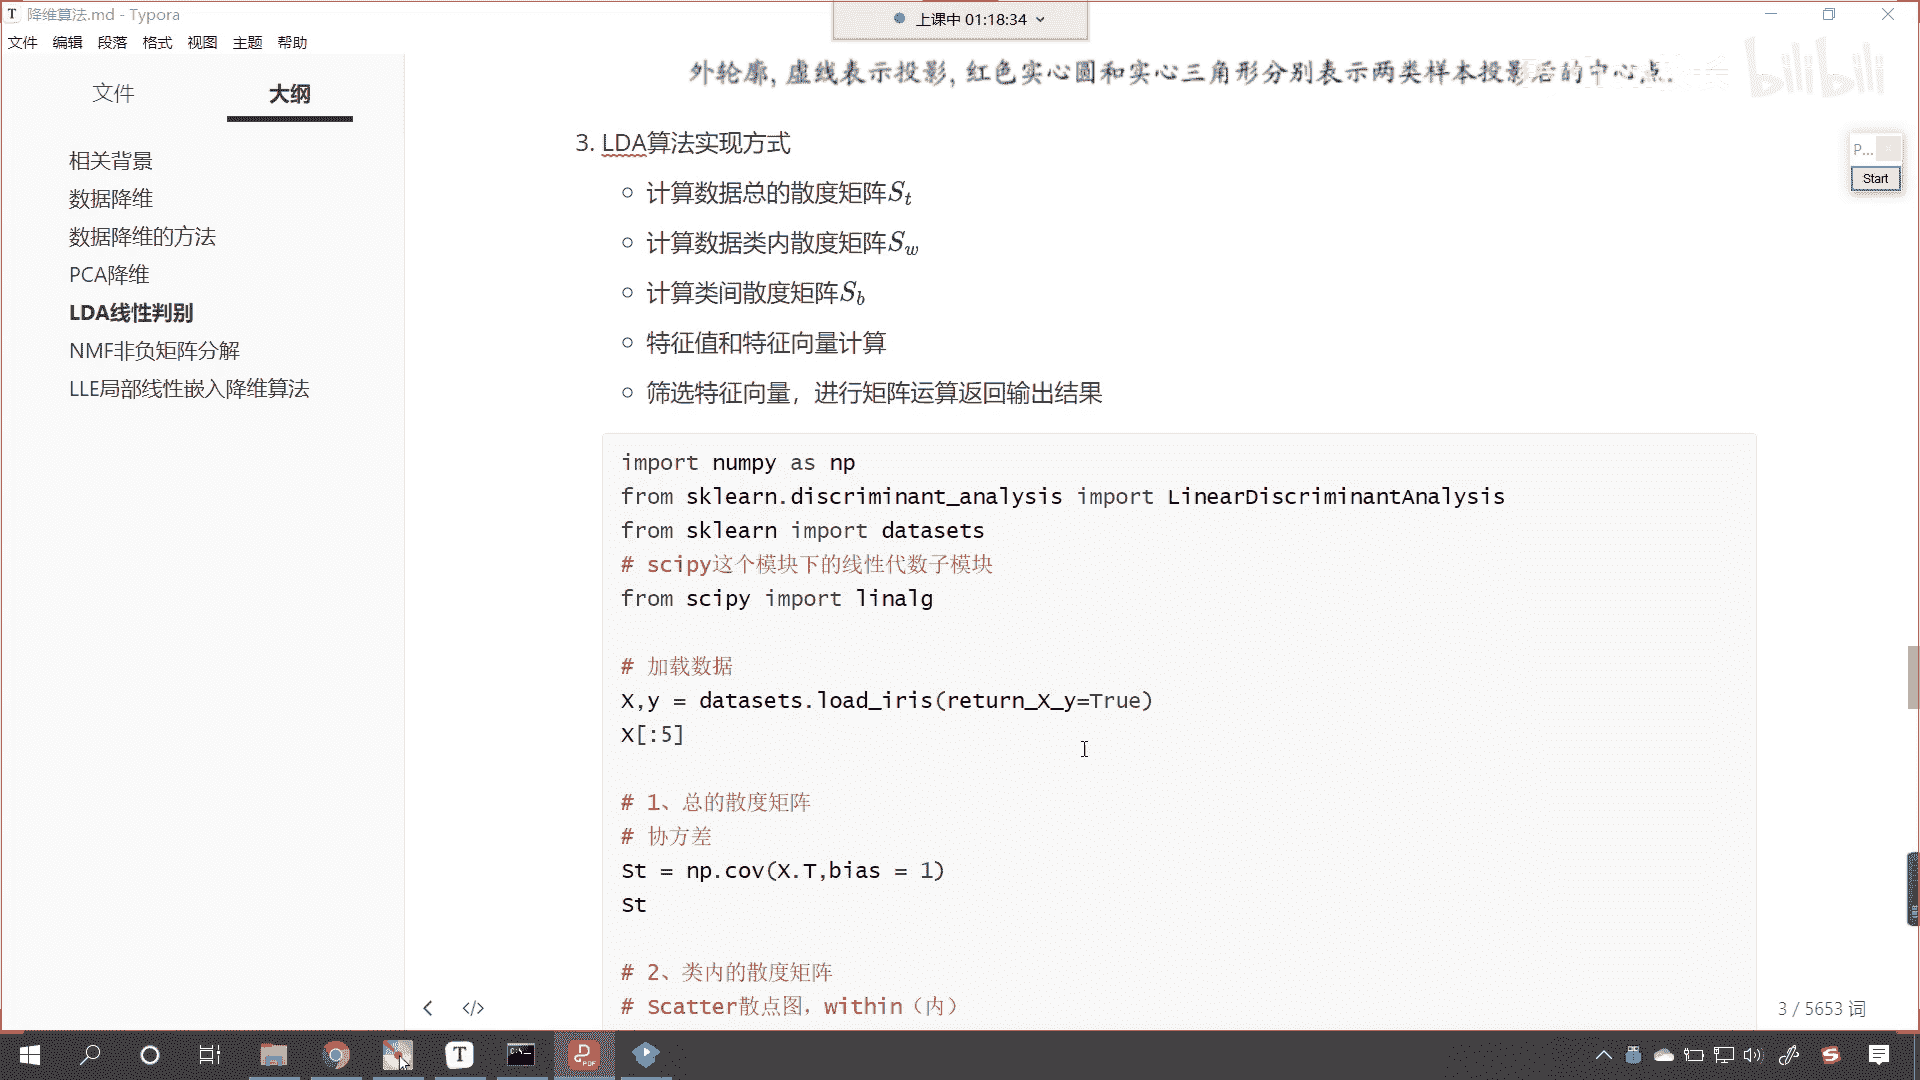 降维算法.md - Typora
上课中 01:18:34
文件 编辑 段落 格式 视图 主题 帮助
文件 大纲
相关背景
数据降维
数据降维的方法
PCA降维
LDA线性判别
NMF非负矩阵分解
LLE局部线性嵌入降维算法
外轮廓, 虚线表示投影, 红色实心圆和实心三角形分别表示两类样本投影后的中心点.
bilibili
P...
Start
3. LDA算法实现方式
计算数据总的散度矩阵St
计算数据类内散度矩阵Sw
计算类间散度矩阵Sb
特征值和特征向量计算
筛选特征向量，进行矩阵运算返回输出结果
import numpy as np
from sklearn.discriminant_analysis import LinearDiscriminantAnalysis
from sklearn import datasets
# scipy这个模块下的线性代数子模块
from scipy import linalg
# 加载数据
X,y = datasets.load_iris(return_X_y=True)
X[:5]
# 1、总的散度矩阵
# 协方差
St = np.cov(X.T,bias = 1)
St
# 2、类内的散度矩阵
# Scatter散点图，within（内）
3 / 5653 词